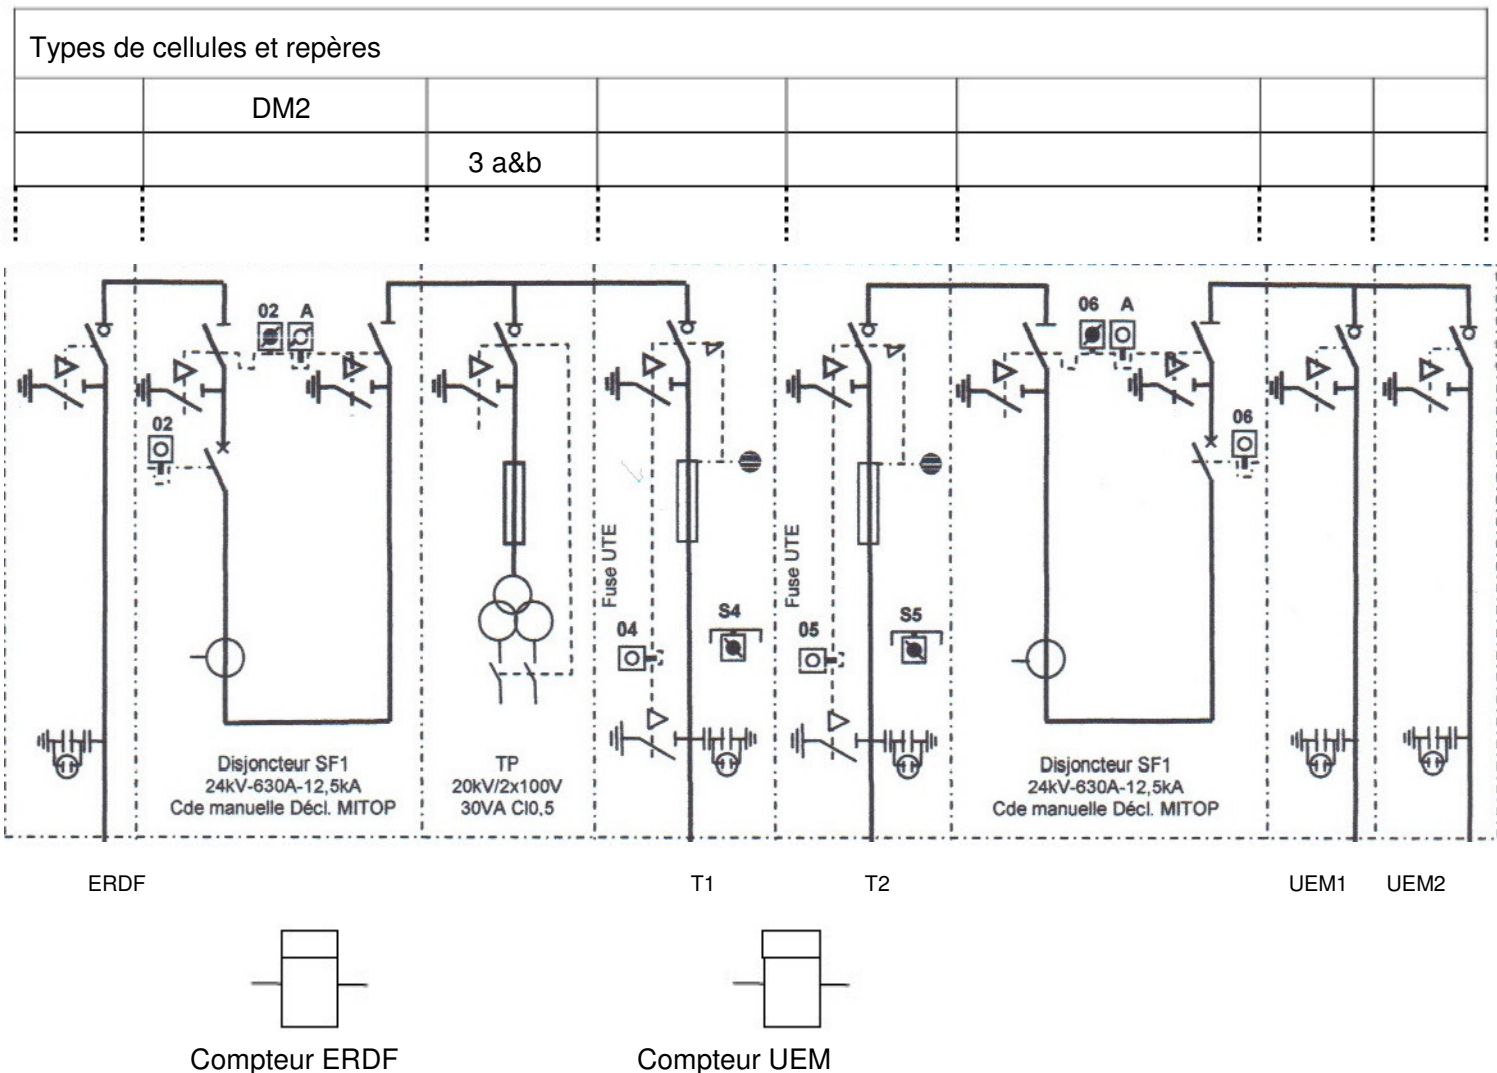 Types de cellules et repères
DM2
3 a&b
02 A
02
06 A
06
Fuse UTE
04
S4
Fuse UTE
05
S5
Disjoncteur SF1
24kV-630A-12,5kA
Cde manuelle Décl. MITOP
TP
20kV/2x100V
30VA Cl0,5
Disjoncteur SF1
24kV-630A-12,5kA
Cde manuelle Décl. MITOP
ERDF
T1
T2
UEM1
UEM2
Compteur ERDF
Compteur UEM